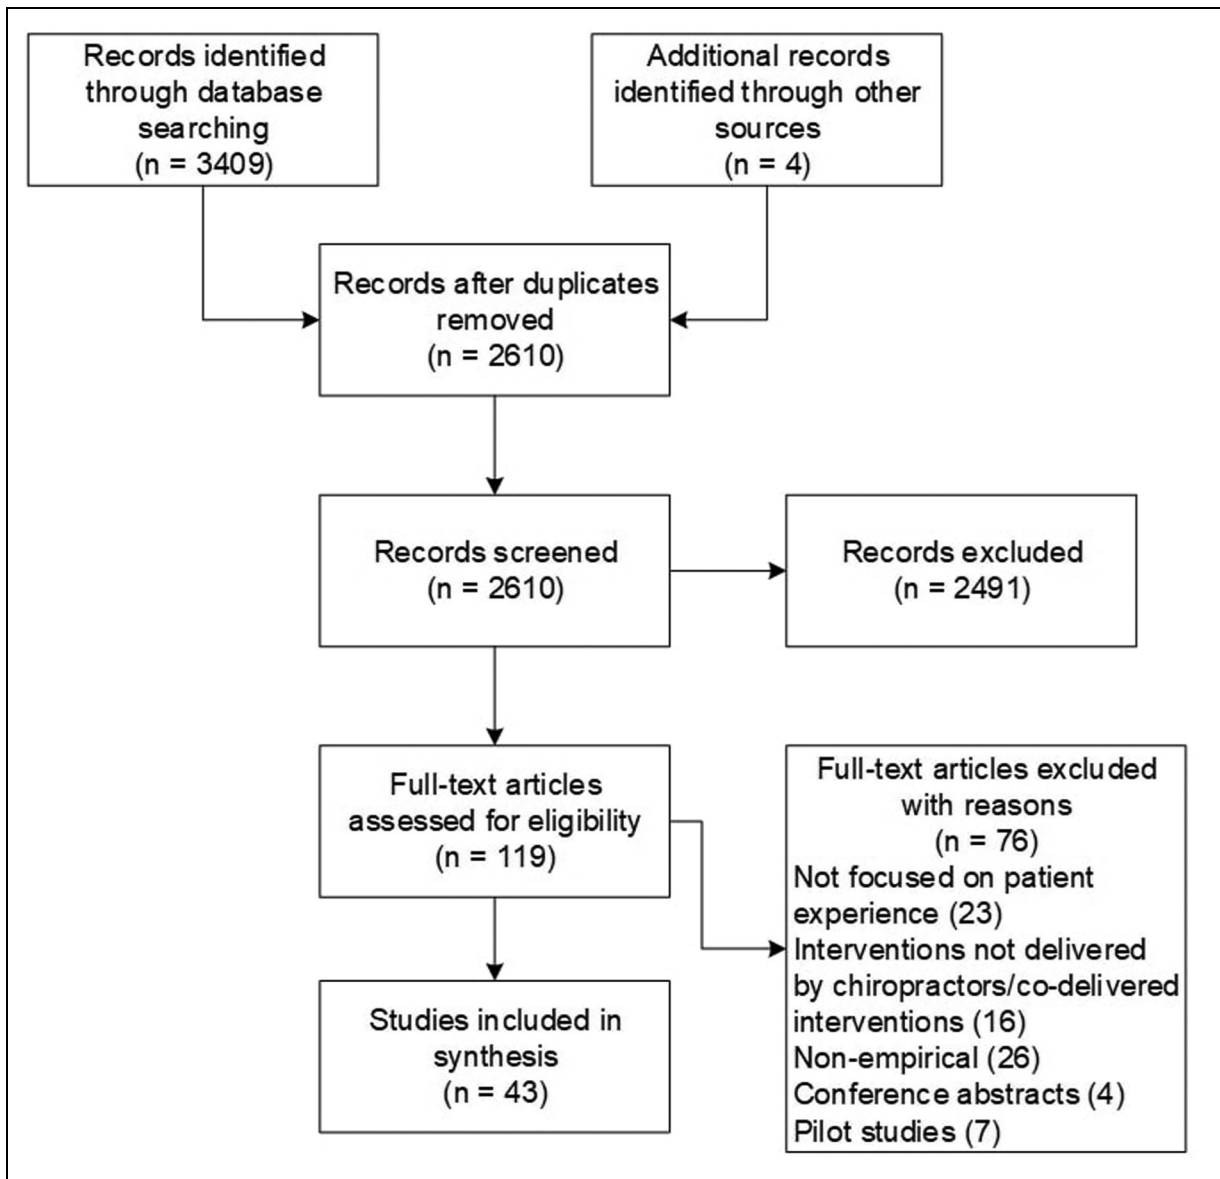 Records identified
through database
searching
(n = 3409)
Additional records
identified through other
sources
(n = 4)
Records after duplicates
removed
(n = 2610)
Records screened
(n = 2610)
Records excluded
(n = 2491)
Full-text articles
assessed for eligibility
(n = 119)
Full-text articles excluded
with reasons
(n = 76)
Not focused on patient
experience (23)
Interventions not delivered
by chiropractors/co-delivered
interventions (16)
Non-empirical (26)
Conference abstracts (4)
Pilot studies (7)
Studies included in
synthesis
(n = 43)